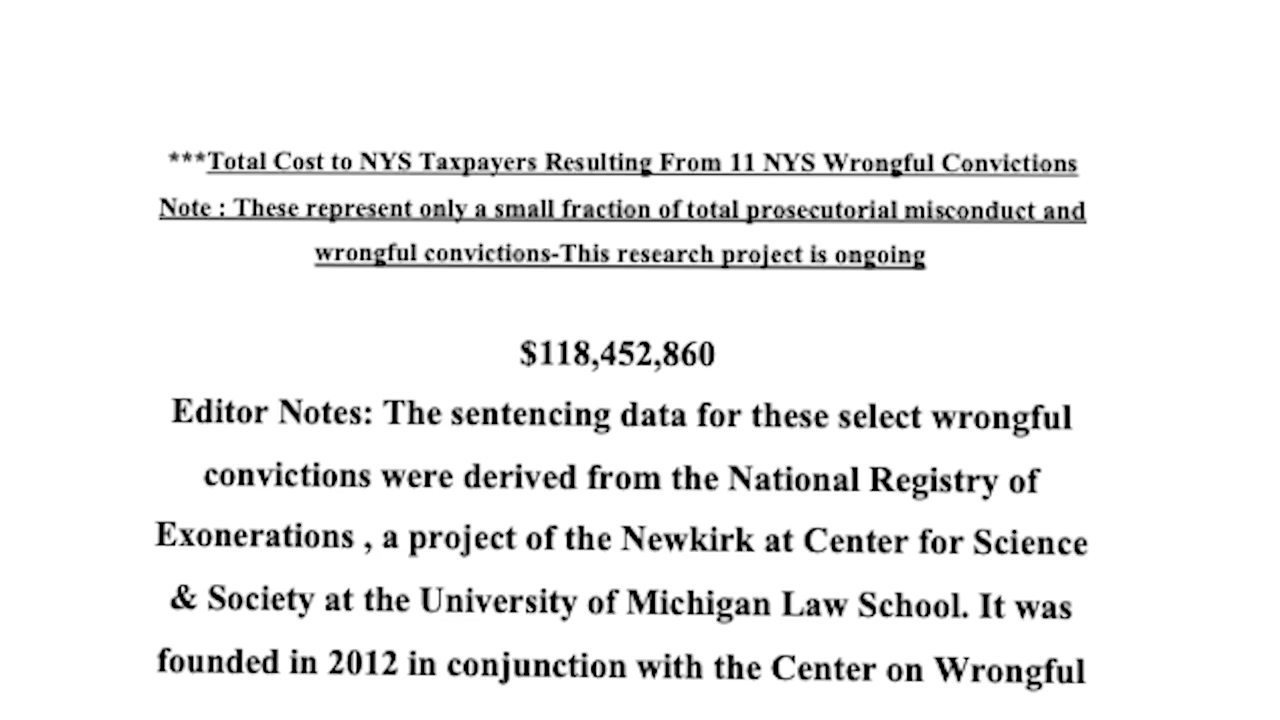 ***Total Cost to NYS Taxpayers Resulting From 11 NYS Wrongful Convictions
Note : These represent only a small fraction of total prosecutorial misconduct and
wrongful convictions-This research project is ongoing
$118,452,860
Editor Notes: The sentencing data for these select wrongful
convictions were derived from the National Registry of
Exonerations , a project of the Newkirk at Center for Science
& Society at the University of Michigan Law School. It was
founded in 2012 in conjunction with the Center on Wrongful